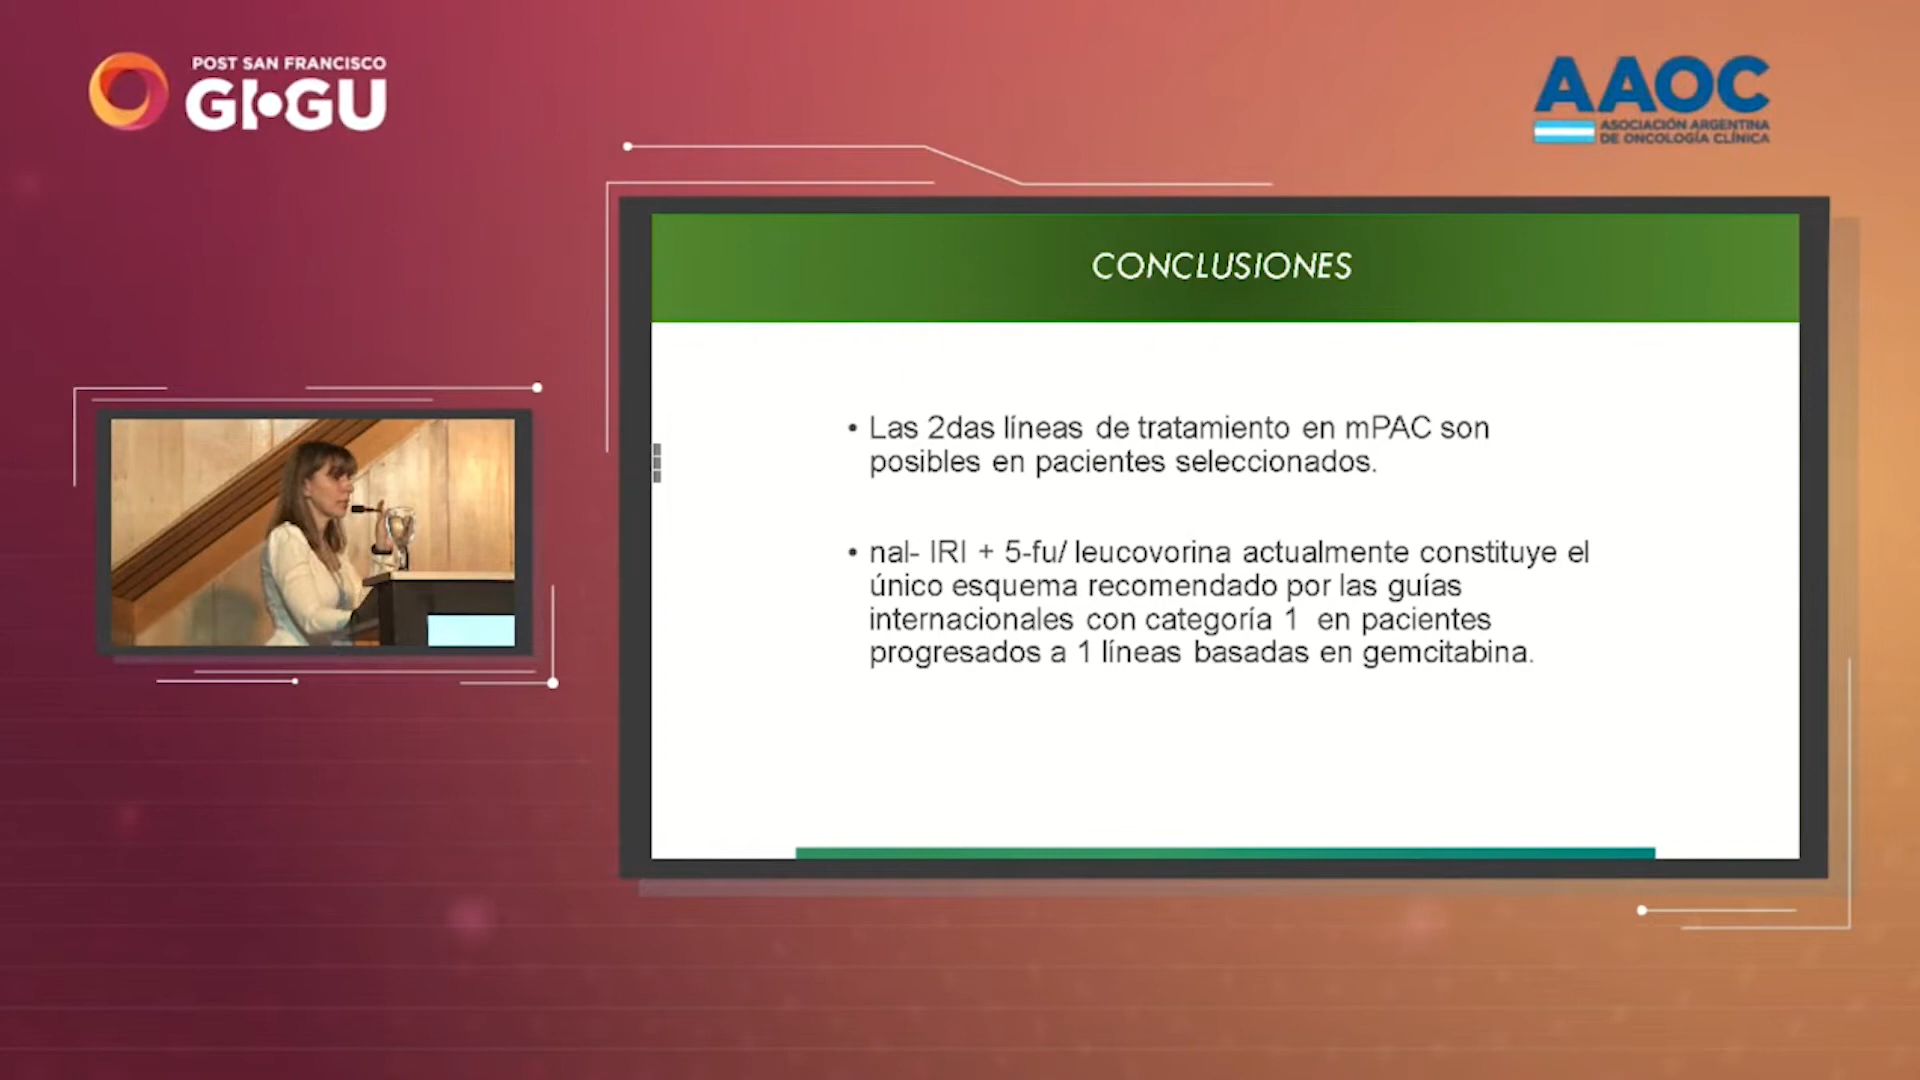 POST SAN FRANCISCO
GI•GU
AAOC
ASOCIACIÓN ARGENTINA
DE ONCOLOGÍA CLÍNICA
CONCLUSIONES
• Las 2das líneas de tratamiento en mPAC son
posibles en pacientes seleccionados.
• nal- IRI + 5-fu/ leucovorina actualmente constituye el
único esquema recomendado por las guías
internacionales con categoría 1 en pacientes
progresados a 1 líneas basadas en gemcitabina.